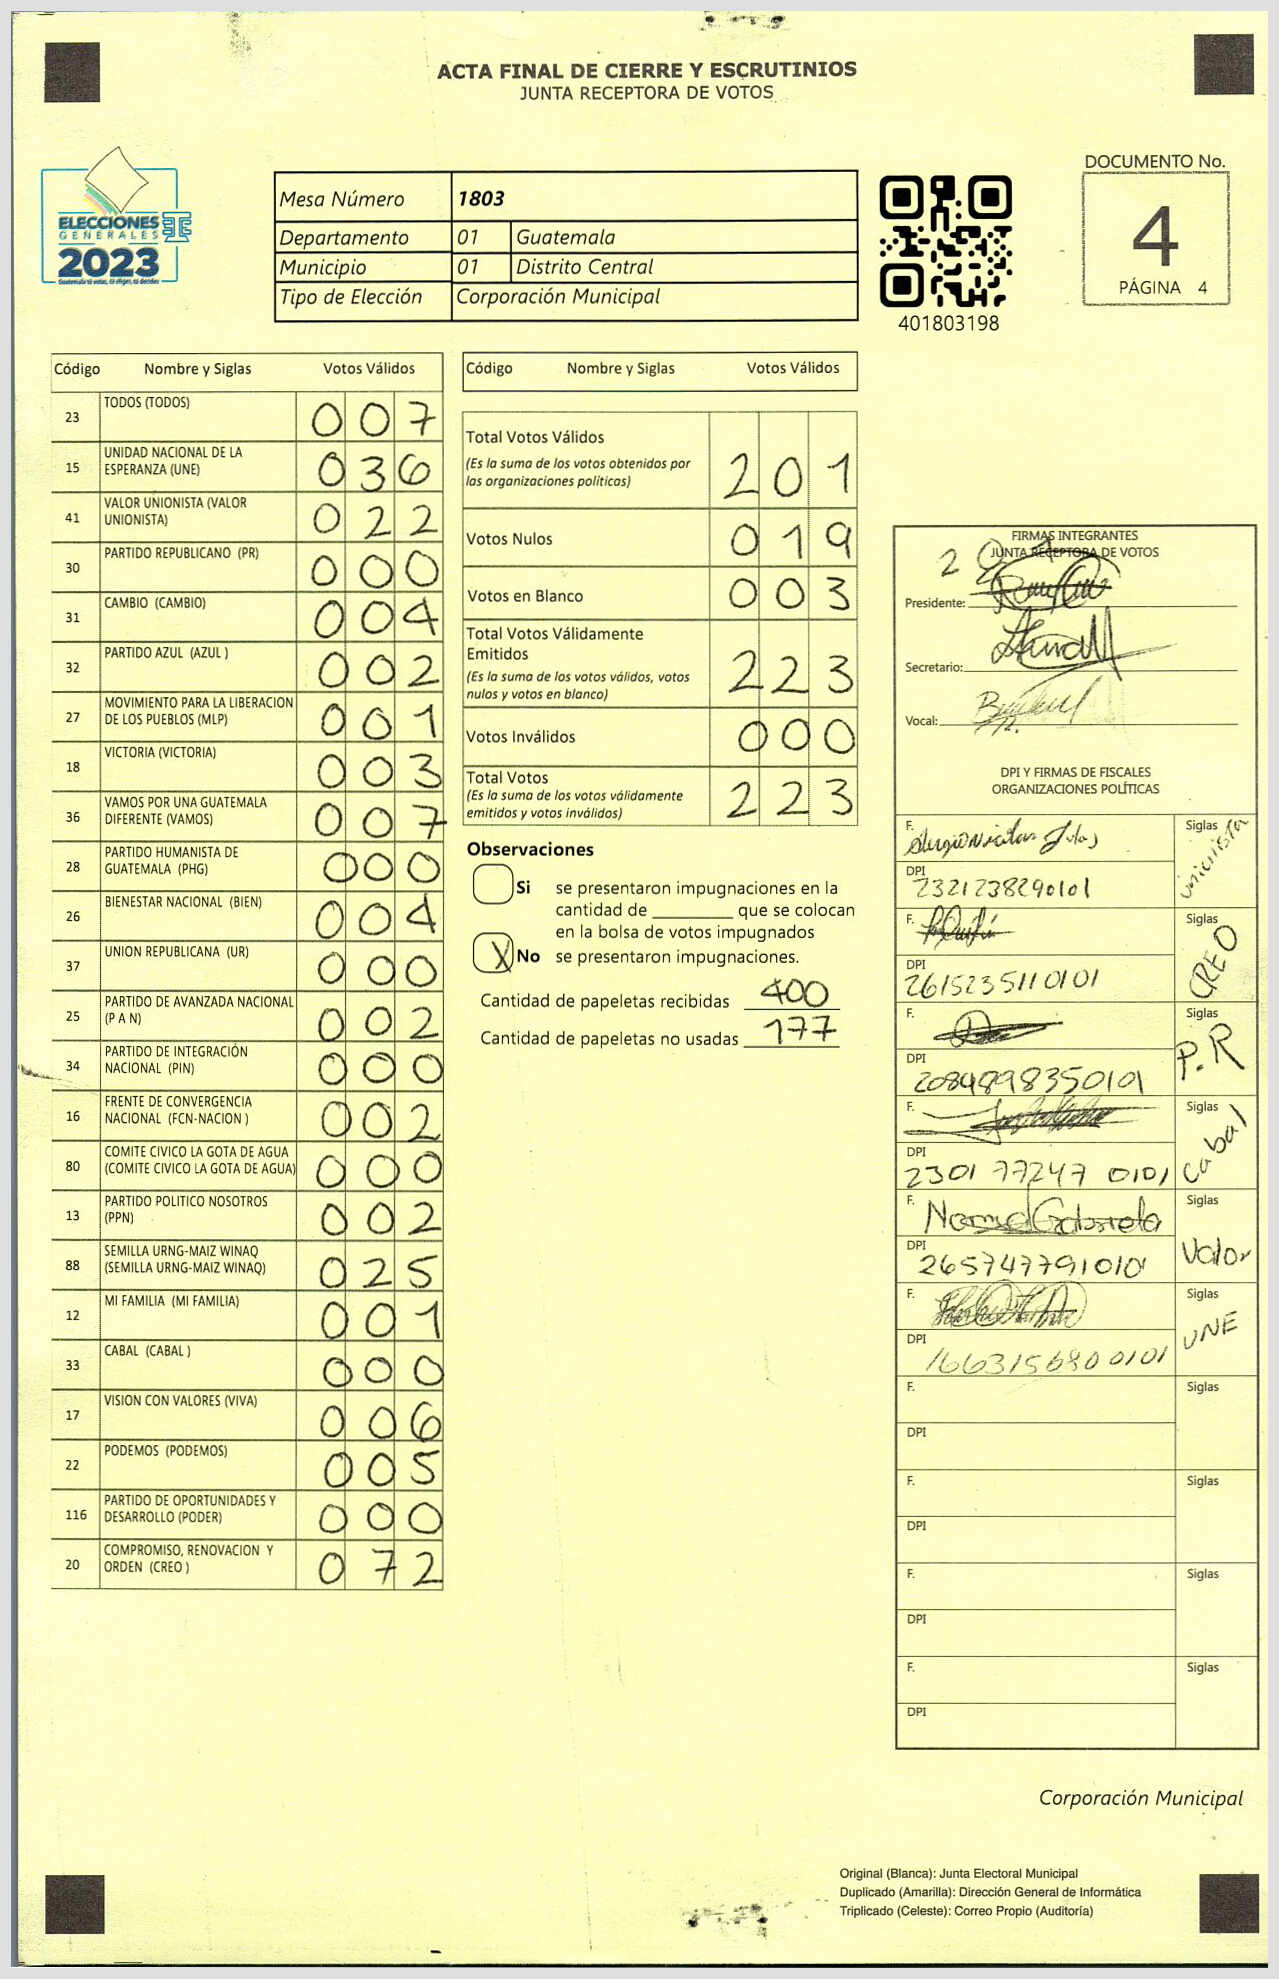 ACTA FINAL DE CIERRE Y ESCRUTINIOS
JUNTA RECEPTORA DE VOTOS
ELECCIONES
GENERALES
2023
Mesa Número 1803
Departamento 01 Guatemala
Municipio 01 Distrito Central
Tipo de Elección Corporación Municipal
401803198
DOCUMENTO No.
4
PÁGINA 4
Código Nombre y Siglas Votos Válidos
23 TODOS (TODOS) 007
15 UNIDAD NACIONAL DE LA
ESPERANZA (UNE) 036
41 VALOR UNIONISTA (VALOR
UNIONISTA) 022
30 PARTIDO REPUBLICANO (PR) 000
31 CAMBIO (CAMBIO) 004
32 PARTIDO AZUL (AZUL ) 002
27 MOVIMIENTO PARA LA LIBERACION
DE LOS PUEBLOS (MLP) 001
18 VICTORIA (VICTORIA) 003
36 VAMOS POR UNA GUATEMALA
DIFERENTE (VAMOS) 007
28 PARTIDO HUMANISTA DE
GUATEMALA (PHG) 000
26 BIENESTAR NACIONAL (BIEN) 004
37 UNION REPUBLICANA (UR) 000
25 PARTIDO DE AVANZADA NACIONAL
(P A N) 002
34 PARTIDO DE INTEGRACIÓN
NACIONAL (PIN) 000
16 FRENTE DE CONVERGENCIA
NACIONAL (FCN-NACION ) 002
80 COMITE CIVICO LA GOTA DE AGUA
(COMITE CIVICO LA GOTA DE AGUA) 000
13 PARTIDO POLITICO NOSOTROS
(PPN) 002
88 SEMILLA URNG-MAIZ WINAQ
(SEMILLA URNG-MAIZ WINAQ) 025
12 MI FAMILIA (MI FAMILIA) 001
33 CABAL (CABAL ) 000
17 VISION CON VALORES (VIVA) 006
22 PODEMOS (PODEMOS) 005
116 PARTIDO DE OPORTUNIDADES Y
DESARROLLO (PODER) 000
20 COMPROMISO, RENOVACION Y
ORDEN (CREO ) 072
Código Nombre y Siglas Votos Válidos
Total Votos Válidos
(Es la suma de los votos obtenidos por
las organizaciones políticas) 201
Votos Nulos 019
Votos en Blanco 003
Total Votos Válidamente
Emitidos
(Es la suma de los votos válidos, votos
nulos y votos en blanco) 223
Votos Inválidos 000
Total Votos
(Es la suma de los votos válidamente
emitidos y votos inválidos) 223
Observaciones
Si se presentaron impugnaciones en la
cantidad de ________ que se colocan
en la bolsa de votos impugnados
X No se presentaron impugnaciones.
Cantidad de papeletas recibidas 400
Cantidad de papeletas no usadas 177
FIRMAS INTEGRANTES
JUNTA RECEPTORA DE VOTOS
Presidente:
Secretario:
Vocal:
DPI Y FIRMAS DE FISCALES
ORGANIZACIONES POLÍTICAS
F. Siglas
unionista
DPI
2321238290101
F. Siglas
CREO
DPI
2615235110101
F. Siglas
P.R
DPI
2084898350101
F. Siglas
Cabal
DPI
2301 77247 0101
F. Siglas
Valor
DPI
2657477910101
F. Siglas
UNE
DPI
1663156800101
F. Siglas
DPI
F. Siglas
DPI
F. Siglas
DPI
F. Siglas
DPI
Corporación Municipal
Original (Blanca): Junta Electoral Municipal
Duplicado (Amarilla): Dirección General de Informática
Triplicado (Celeste): Correo Propio (Auditoría)